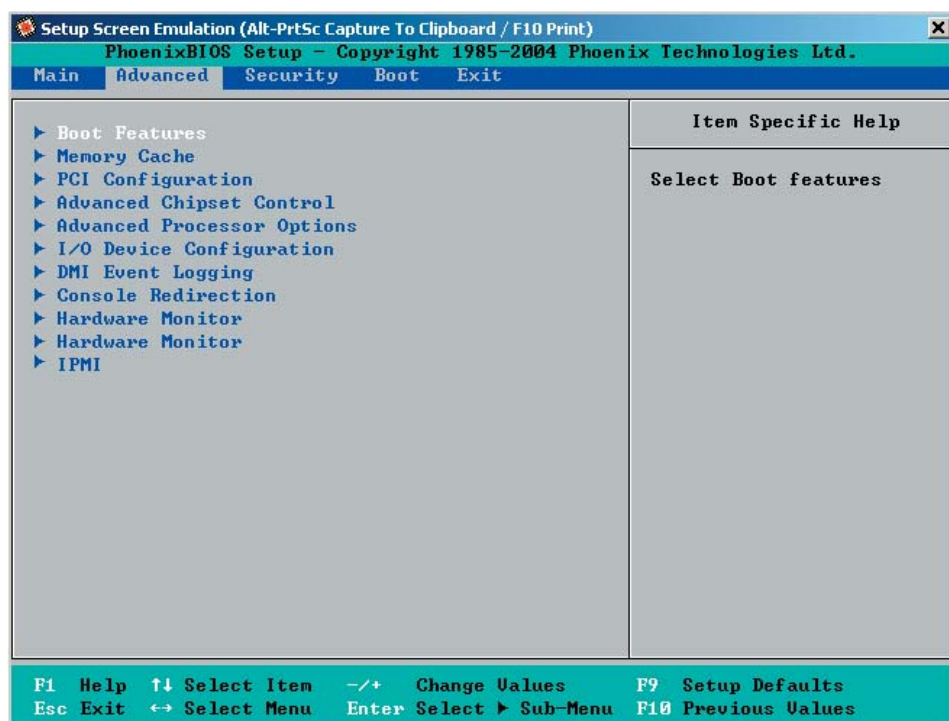 Setup Screen Emulation (Alt-PrtSc Capture To Clipboard / F10 Print)
PhoenixBIOS Setup - Copyright 1985-2004 Phoenix Technologies Ltd.
Main Advanced Security Boot Exit
Boot Features
Memory Cache
PCI Configuration
Advanced Chipset Control
Advanced Processor Options
I/O Device Configuration
DMI Event Logging
Console Redirection
Hardware Monitor
Hardware Monitor
IPMI
Item Specific Help
Select Boot features
F1 Help ↑↓ Select Item -/+ Change Values F9 Setup Defaults
Esc Exit ↔ Select Menu Enter Select ▶ Sub-Menu F10 Previous Values